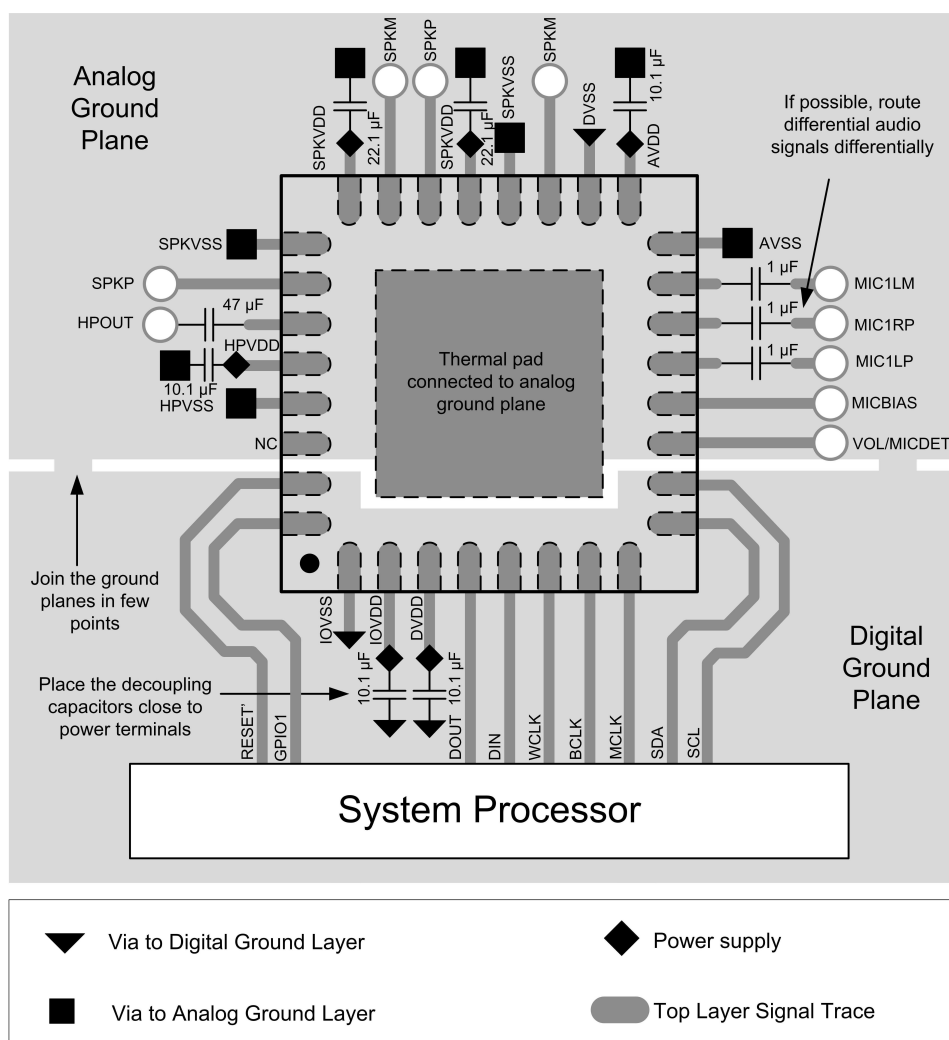 Analog
Ground
Plane
SPKVDD
22.1 µF
SPKM
SPKP
SPKVDD
22.1 µF
SPKVSS
SPKM
DVSS
10.1 µF
AVDD
If possible, route
differential audio
signals differentially
SPKVSS
SPKP
HPOUT
47 µF
HPVDD
10.1 µF
HPVSS
NC
AVSS
1 µF
MIC1LM
1 µF
MIC1RP
1 µF
MIC1LP
MICBIAS
VOL/MICDET
Thermal pad
connected to analog
ground plane
Join the ground
planes in few
points
Place the decoupling
capacitors close to
power terminals
IOVSS
IOVDD
10.1 µF
DVDD
10.1 µF
Digital
Ground
Plane
RESET'
GPIO1
DOUT
DIN
WCLK
BCLK
MCLK
SDA
SCL
System Processor
Via to Digital Ground Layer
Power supply
Via to Analog Ground Layer
Top Layer Signal Trace